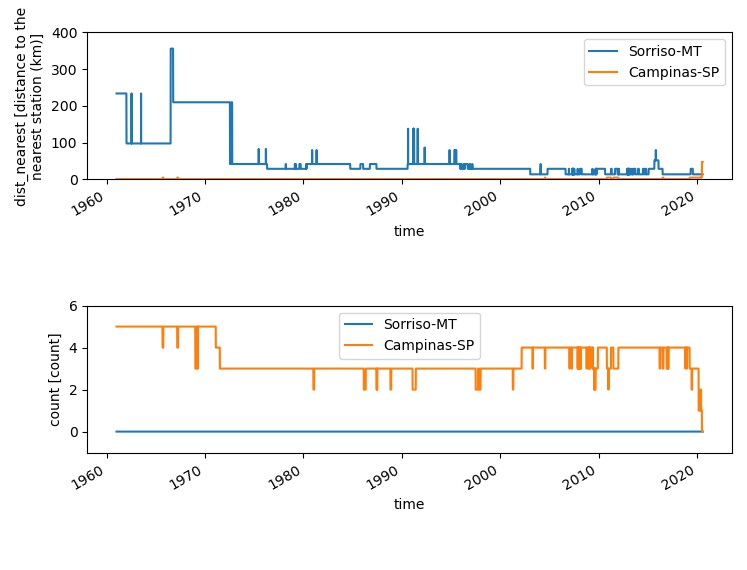 dist_nearest [distance to the
nearest station (km)]
400
300
200
100
0
Sorriso-MT
Campinas-SP
1960 1970 1980 1990 2000 2010 2020
time
count [count]
6
4
2
0
Sorriso-MT
Campinas-SP
1960 1970 1980 1990 2000 2010 2020
time